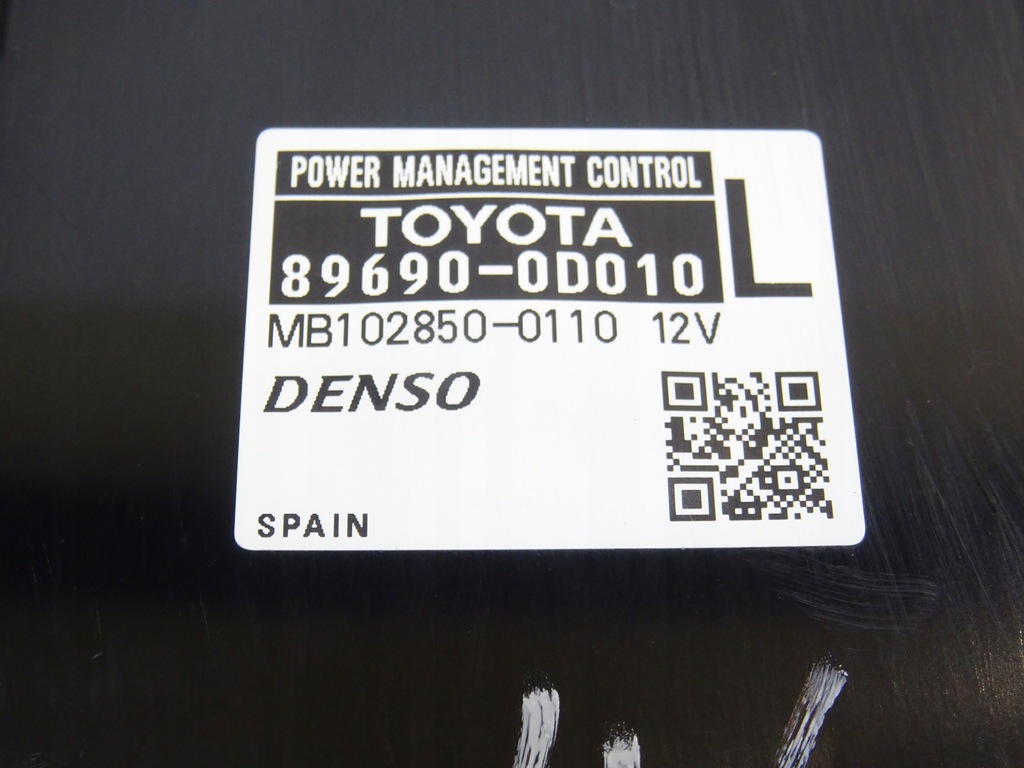 POWER MANAGEMENT CONTROL
L
TOYOTA
89690-0D010
MB102850-0110 12V
DENSO
SPAIN